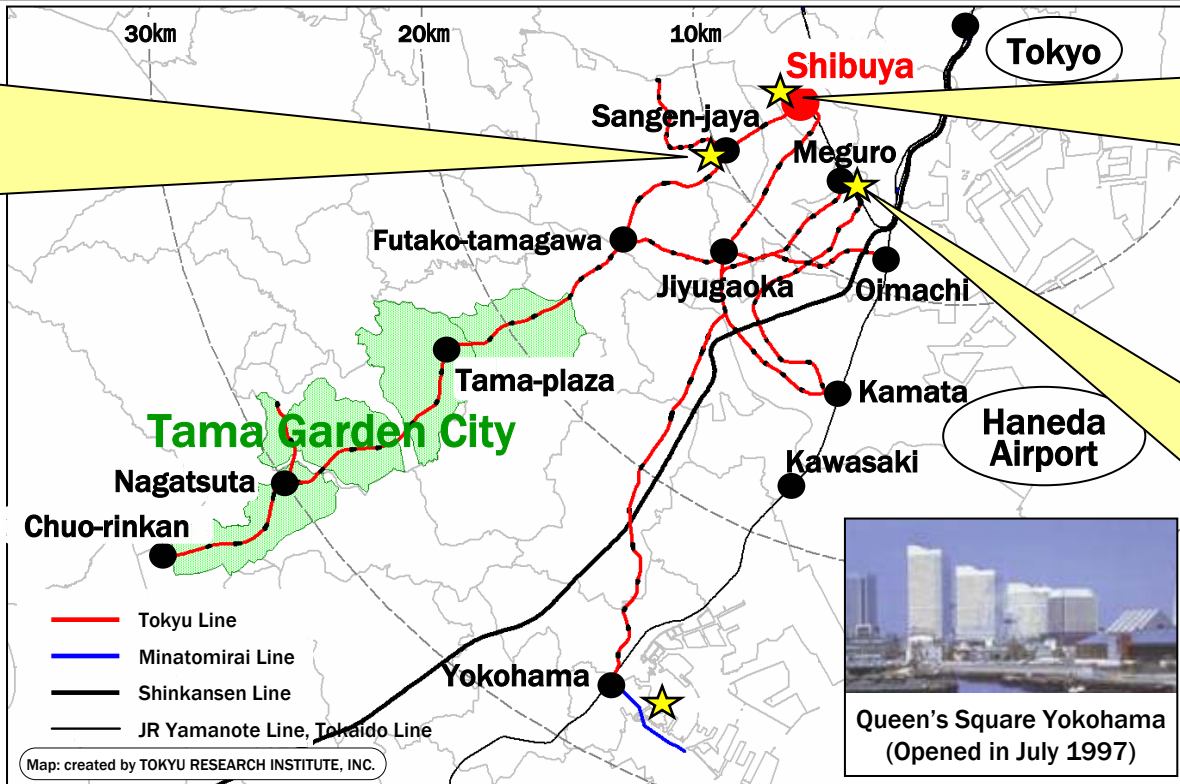 30km
20km
10km
Tokyo
Shibuya
Sangen-jaya
Meguro
Futako-tamagawa
Jiyugaoka
Oimachi
Tama-plaza
Kamata
Tama Garden City
Haneda
Airport
Kawasaki
Nagatsuta
Chuo-rinkan
Tokyu Line
Minatomirai Line
Shinkansen Line
JR Yamanote Line, Tokaido Line
Yokohama
Map: created by TOKYU RESEARCH INSTITUTE, INC.
Queen's Square Yokohama
(Opened in July 1997)